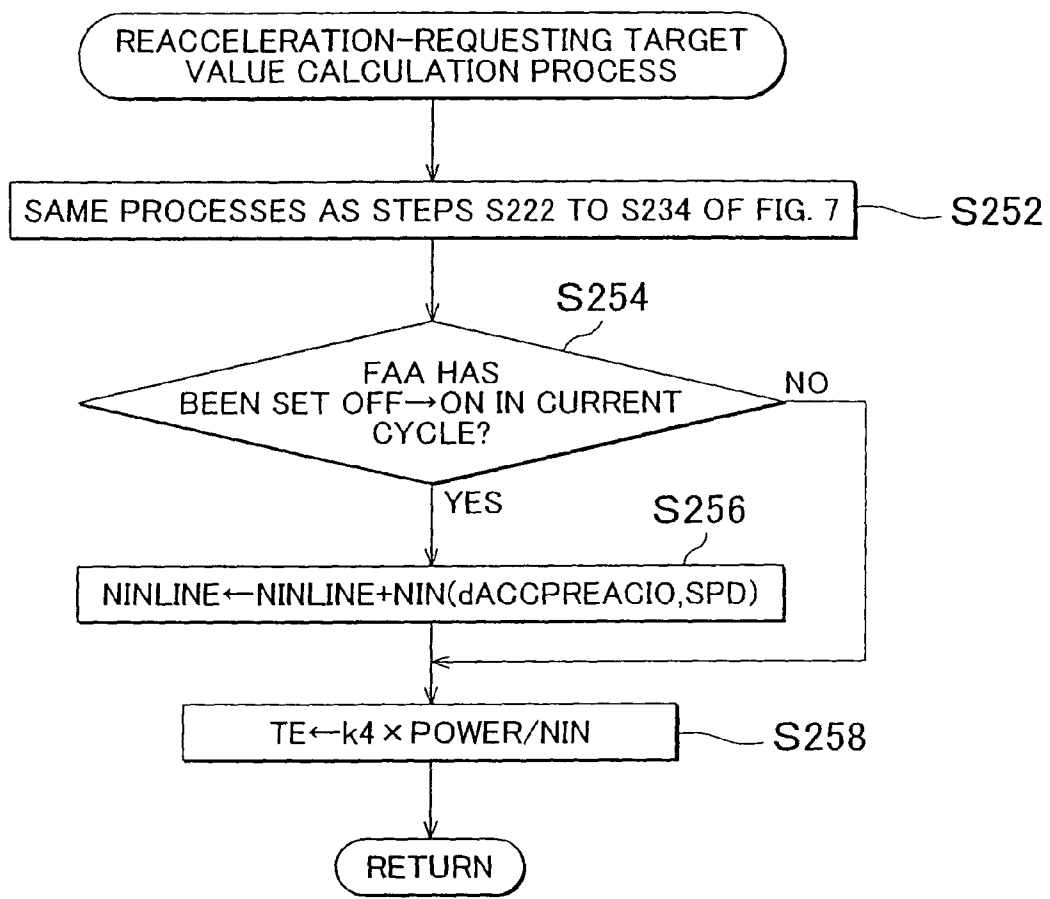 REACCELERATION-REQUESTING TARGET
VALUE CALCULATION PROCESS
SAME PROCESSES AS STEPS S222 TO S234 OF FIG. 7
S252
S254
FAA HAS
BEEN SET OFF→ON IN CURRENT
CYCLE?
NO
YES
S256
NINLINE←NINLINE+NIN(dACCPREACIO,SPD)
TE←k4×POWER/NIN
S258
RETURN